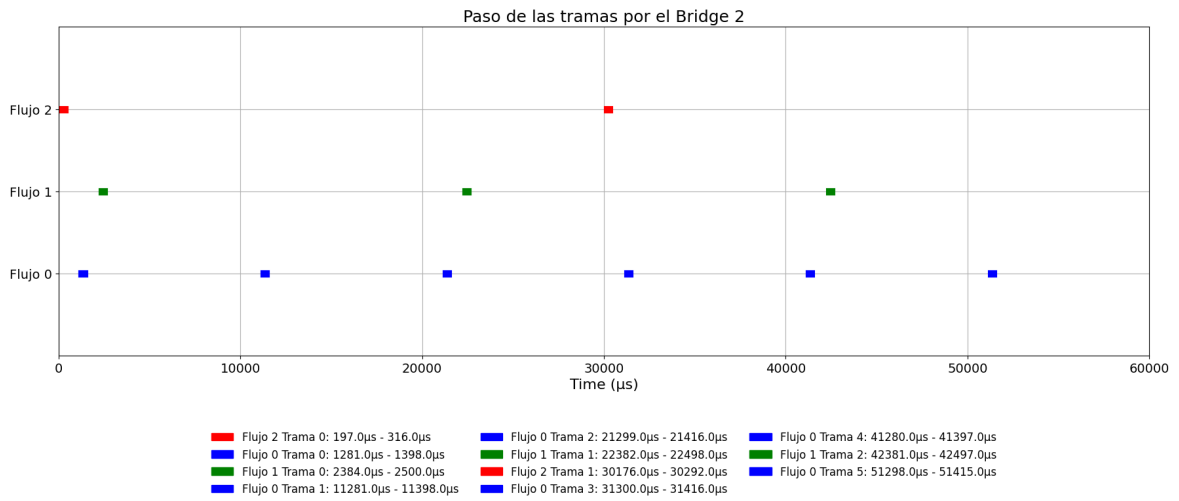 Paso de las tramas por el Bridge 2
Flujo 2
Flujo 1
Flujo 0
0 10000 20000 30000 40000 50000 60000
Time (µs)
Flujo 2 Trama 0: 197.0µs - 316.0µs
Flujo 0 Trama 0: 1281.0µs - 1398.0µs
Flujo 1 Trama 0: 2384.0µs - 2500.0µs
Flujo 0 Trama 1: 11281.0µs - 11398.0µs
Flujo 0 Trama 2: 21299.0µs - 21416.0µs
Flujo 1 Trama 1: 22382.0µs - 22498.0µs
Flujo 2 Trama 1: 30176.0µs - 30292.0µs
Flujo 0 Trama 3: 31300.0µs - 31416.0µs
Flujo 0 Trama 4: 41280.0µs - 41397.0µs
Flujo 1 Trama 2: 42381.0µs - 42497.0µs
Flujo 0 Trama 5: 51298.0µs - 51415.0µs